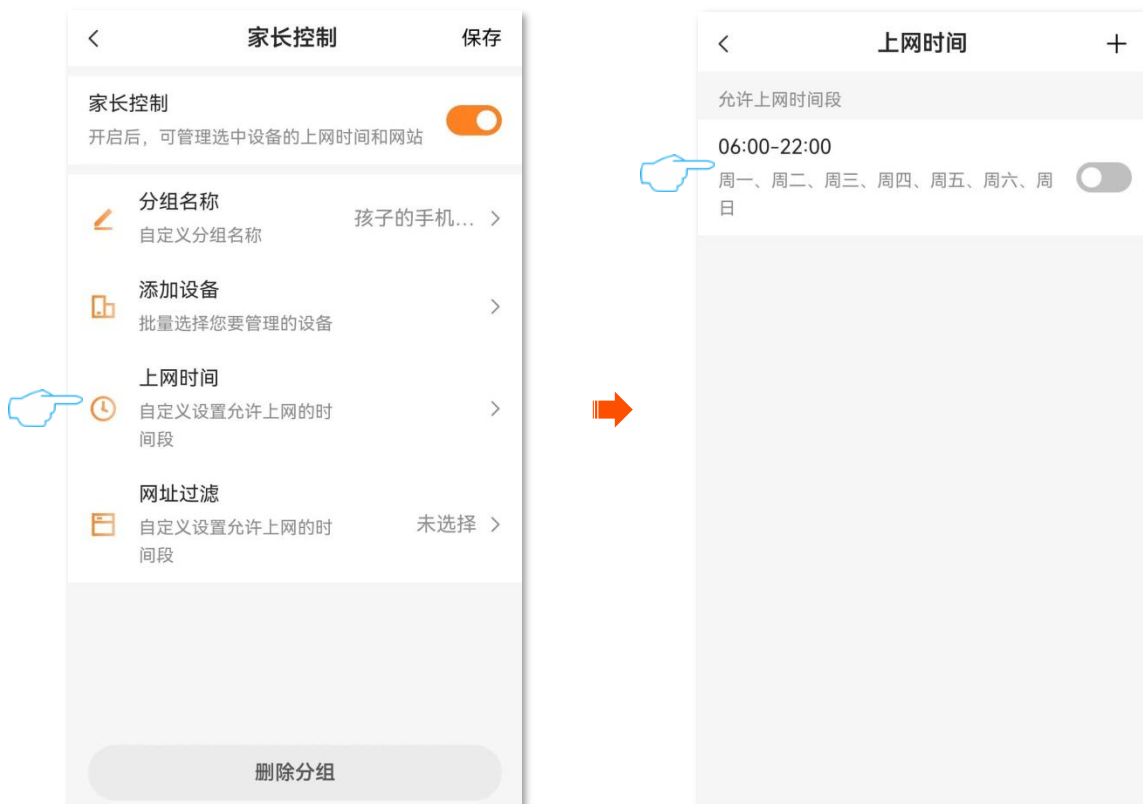 家长控制
保存
家长控制
开启后，可管理选中设备的上网时间和网站
分组名称
自定义分组名称
孩子的手机...
添加设备
批量选择您要管理的设备
上网时间
自定义设置允许上网的时
间段
网址过滤
自定义设置允许上网的时
间段
未选择
删除分组
上网时间
允许上网时间段
06:00-22:00
周一、周二、周三、周四、周五、周六、周
日